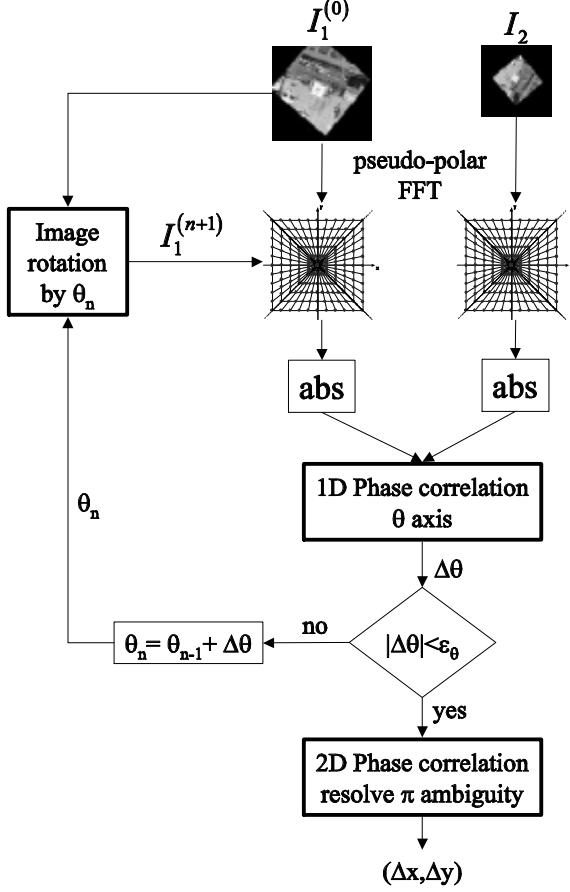 I₁⁽⁰⁾
I₂
pseudo-polar
FFT
Image
rotation
by θₙ
I₁⁽ⁿ⁺¹⁾
y
x
y
x
abs
abs
1D Phase correlation
θ axis
θₙ
Δθ
|Δθ|<ε_θ
no
θₙ= θₙ₋₁+ Δθ
yes
2D Phase correlation
resolve π ambiguity
(Δx,Δy)